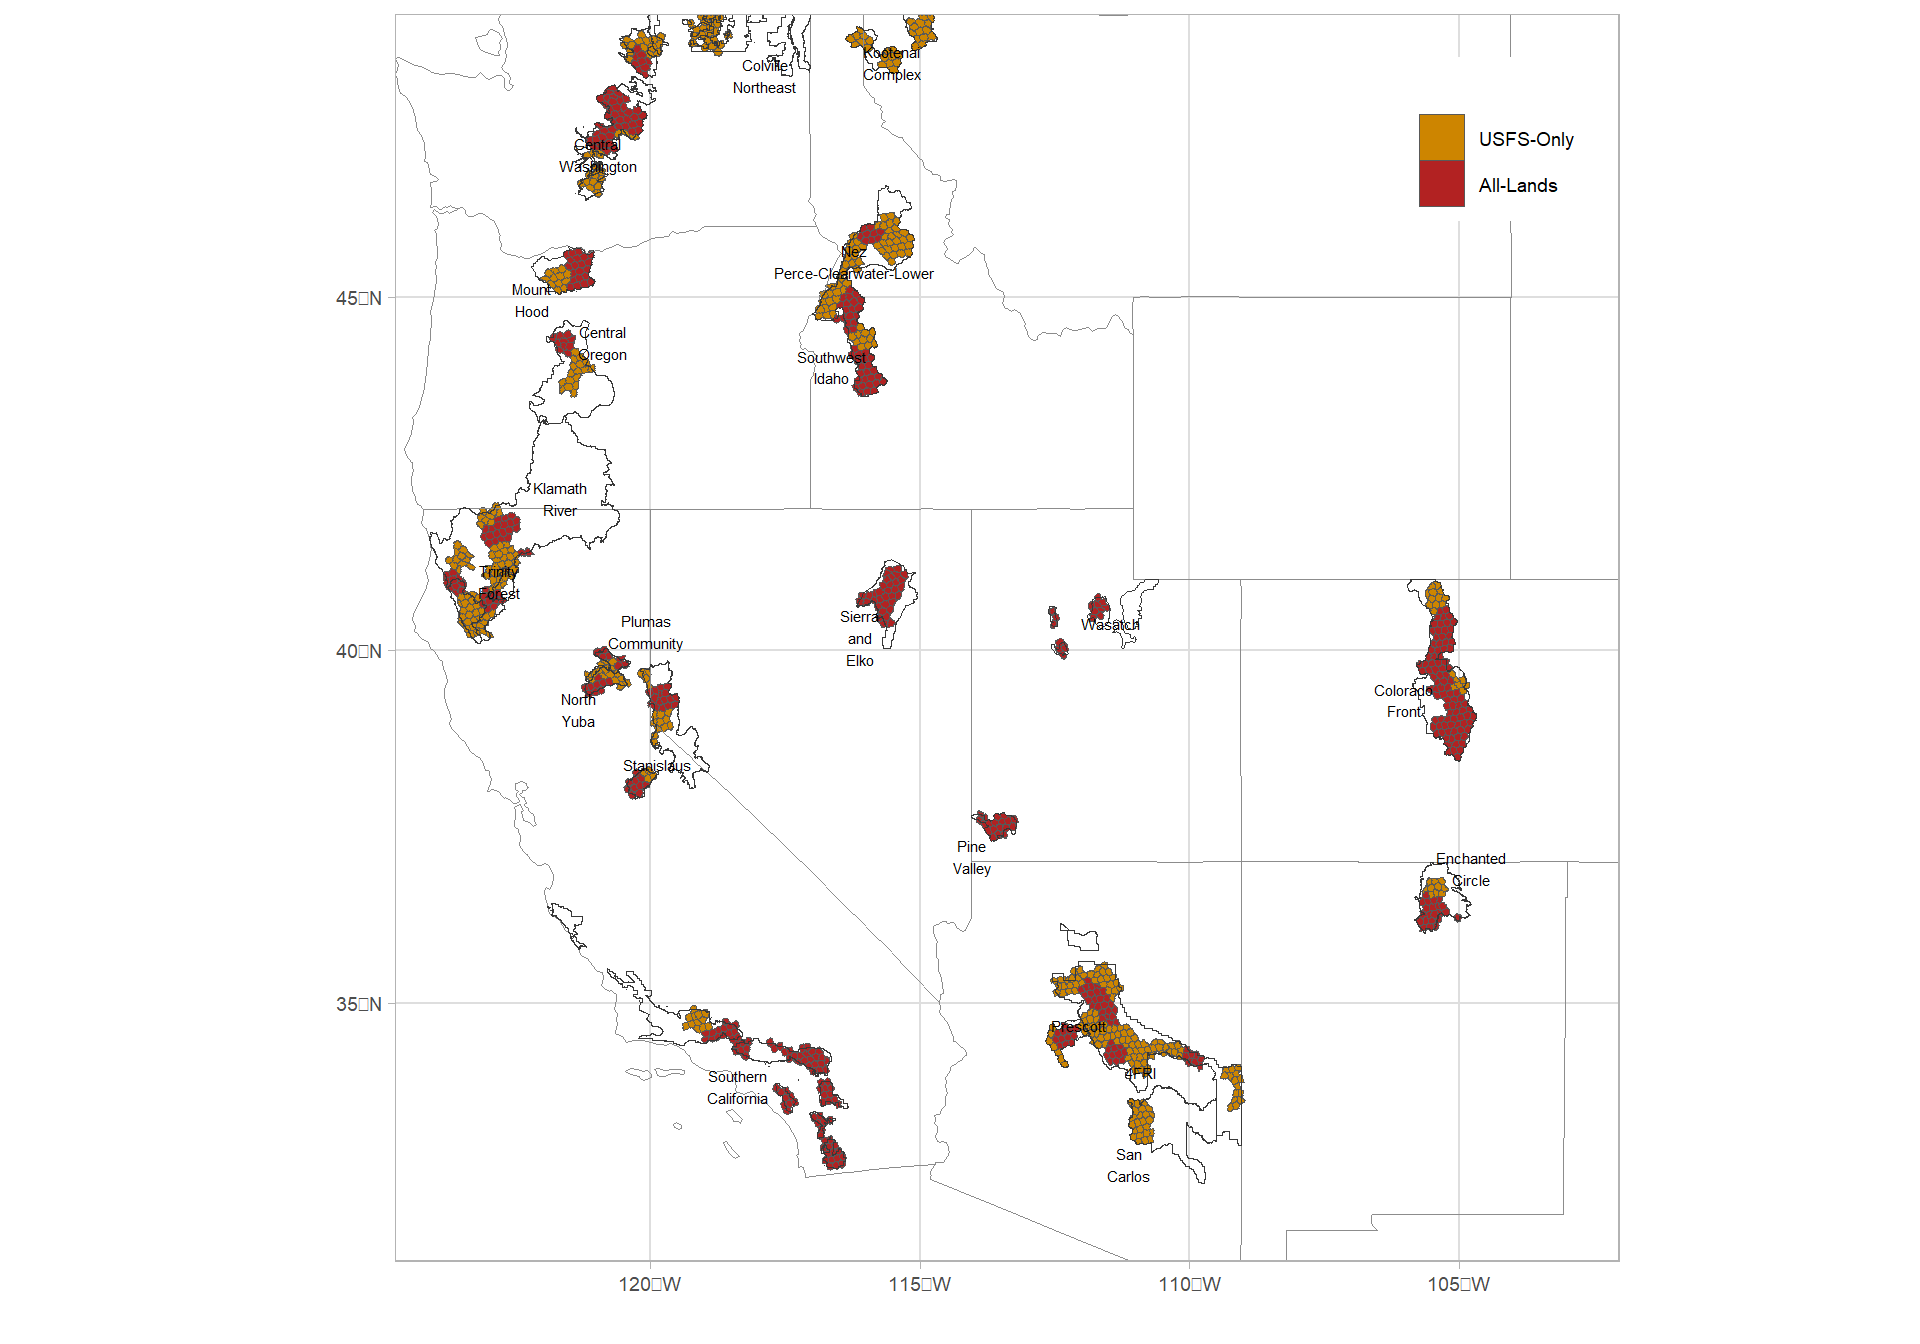 Kootenai
Complex
Colville
Northeast
USFS-Only
All-Lands
Central
Washington
Nez
Perce-Clearwater-Lower
Mount
Hood
45▯N
Central
Oregon
Southwest
Idaho
Klamath
River
Trinity
Forest
Plumas
Community
Sierra
and
Elko
Wasatch
40▯N
North
Yuba
Colorado
Front
Stanislaus
Pine
Valley
Enchanted
Circle
35▯N
Prescott
4FRI
Southern
California
San
Carlos
120▯W
115▯W
110▯W
105▯W